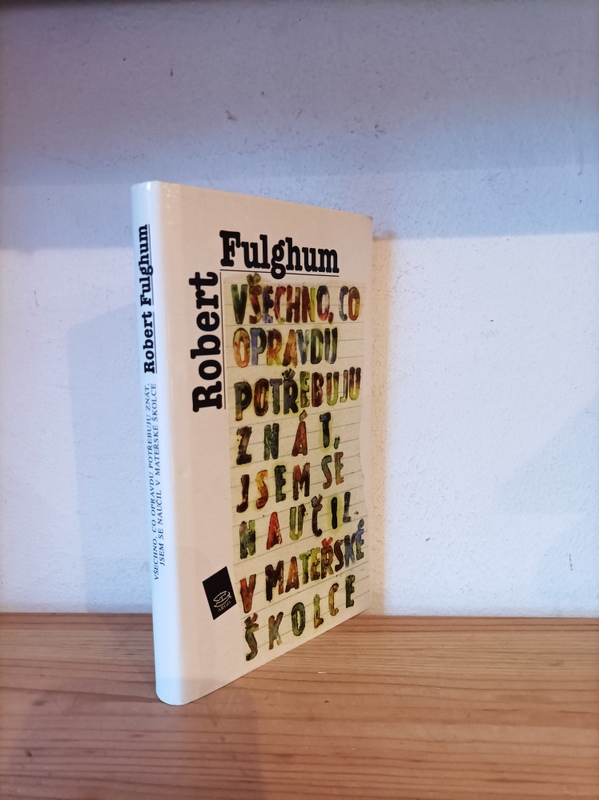 Robert Fulghum
VŠECHNO, CO OPRAVDU POTŘEBUJU ZNÁT,
JSEM SE NAUČIL V MATEŘSKÉ ŠKOLCE
Robert
Fulghum
VŠECHNO, CO
OPRAVDU
POTŘEBUJU
ZNÁT,
JSEM SE
NAUČIL
V MATEŘSKÉ
ŠKOLCE
ARGO